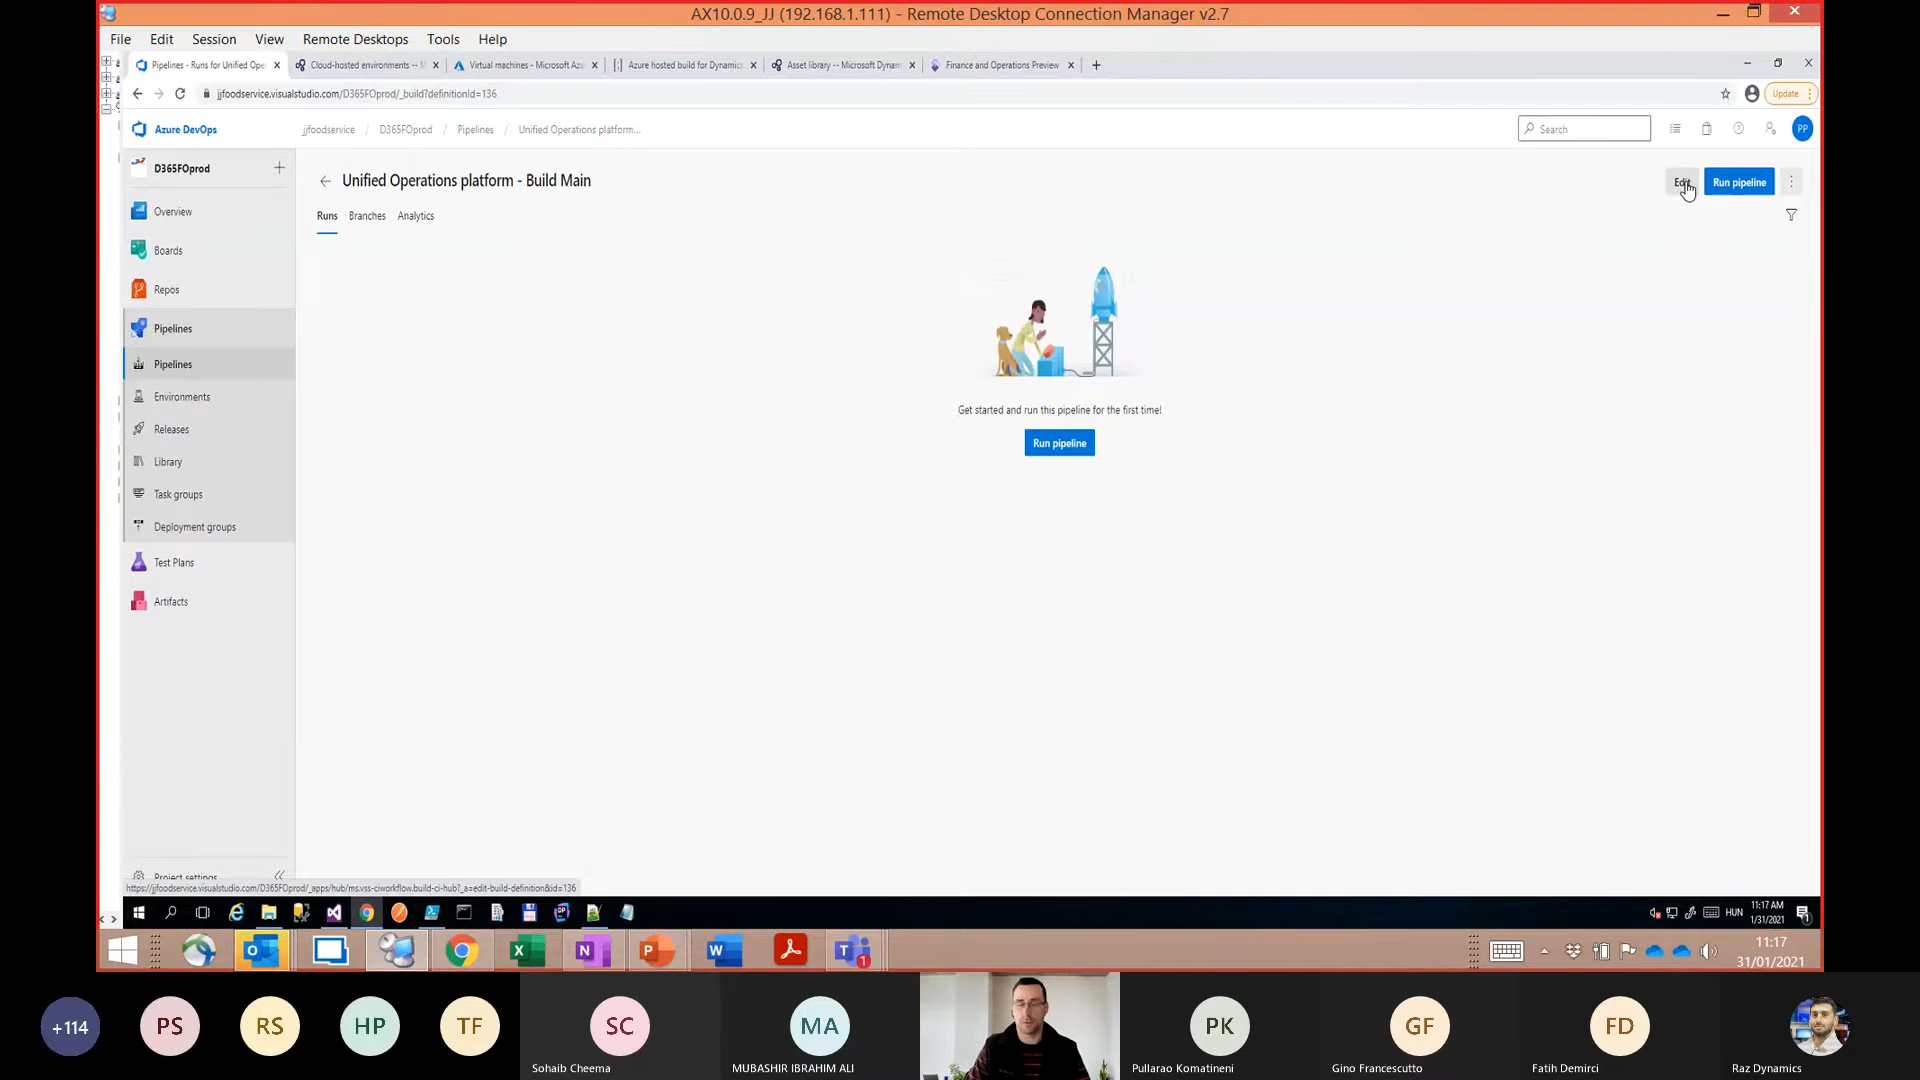 AX10.0.9_JJ (192.168.1.111) - Remote Desktop Connection Manager v2.7
File Edit Session View Remote Desktops Tools Help
Pipelines - Runs for Unified Ope
Cloud-hosted environments -- M
Virtual machines - Microsoft Azu
Azure hosted build for Dynamics
Asset library -- Microsoft Dynam
Finance and Operations Preview
jjfoodservice.visualstudio.com/D365FOprod/_build?definitionId=136
Update
Azure DevOps
jjfoodservice / D365FOprod / Pipelines / Unified Operations platform...
Search
PP
D365FOprod
Overview
Boards
Repos
Pipelines
Pipelines
Environments
Releases
Library
Task groups
Deployment groups
Test Plans
Artifacts
Project settings
Unified Operations platform - Build Main
Edit
Run pipeline
Runs Branches Analytics
Get started and run this pipeline for the first time!
Run pipeline
https://jjfoodservice.visualstudio.com/D365FOprod/_apps/hub/ms.vss-ciworkflow.build-ci-hub?_a=edit-build-definition&id=136
HUN
11:17 AM
1/31/2021
11:17
31/01/2021
+114
PS
RS
HP
TF
SC
Sohaib Cheema
MA
MUBASHIR IBRAHIM ALI
PK
Pullarao Komatineni
GF
Gino Francescutto
FD
Fatih Demirci
Raz Dynamics